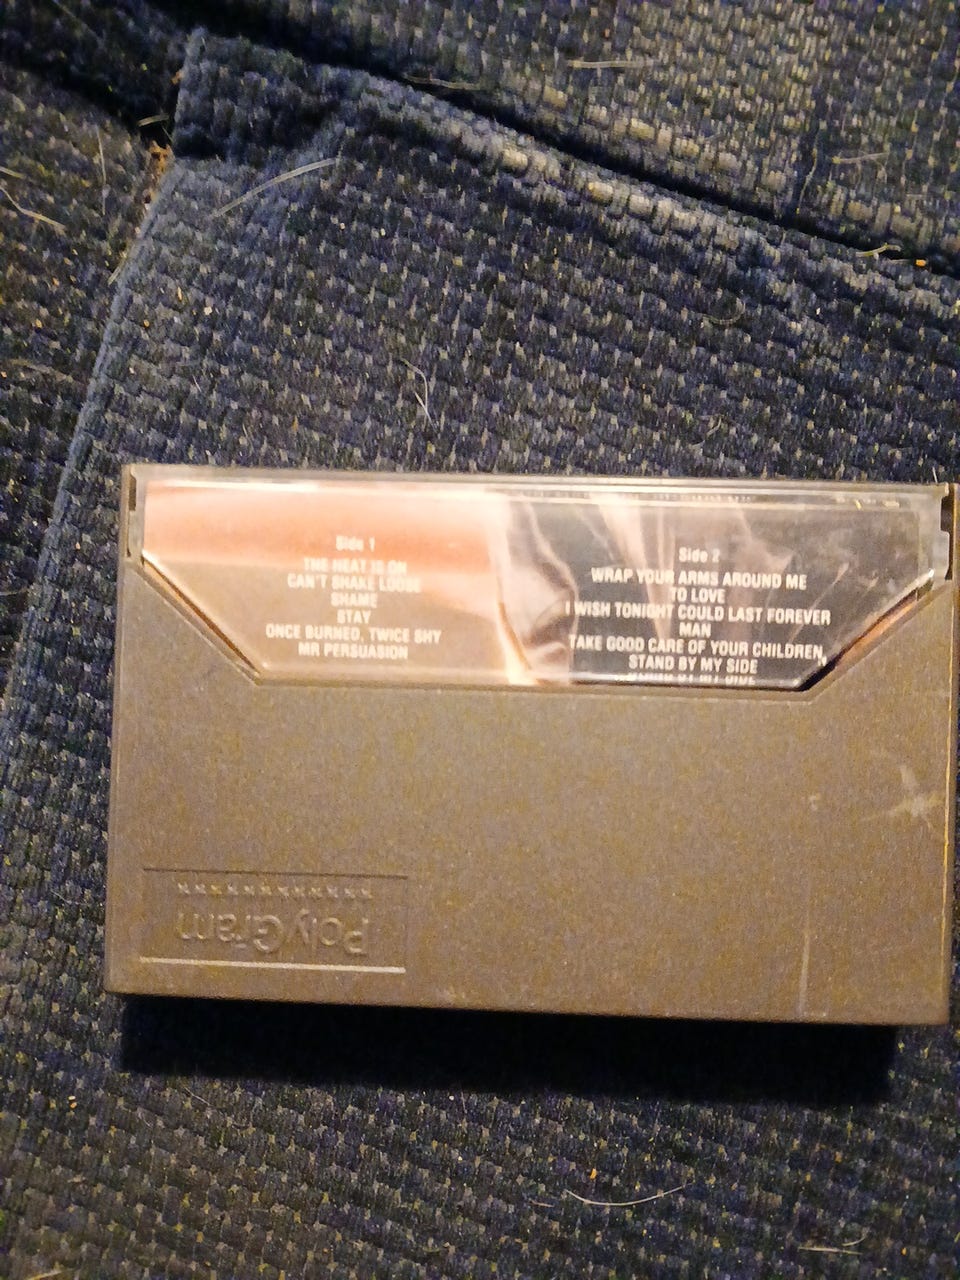 Side 1
THE HEAT IS ON
CAN'T SHAKE LOOSE
SHAME
STAY
ONCE BURNED, TWICE SHY
MR PERSUASION
Side 2
WRAP YOUR ARMS AROUND ME
TO LOVE
I WISH TONIGHT COULD LAST FOREVER
MAN
TAKE GOOD CARE OF YOUR CHILDREN
STAND BY MY SIDE
PolyGram